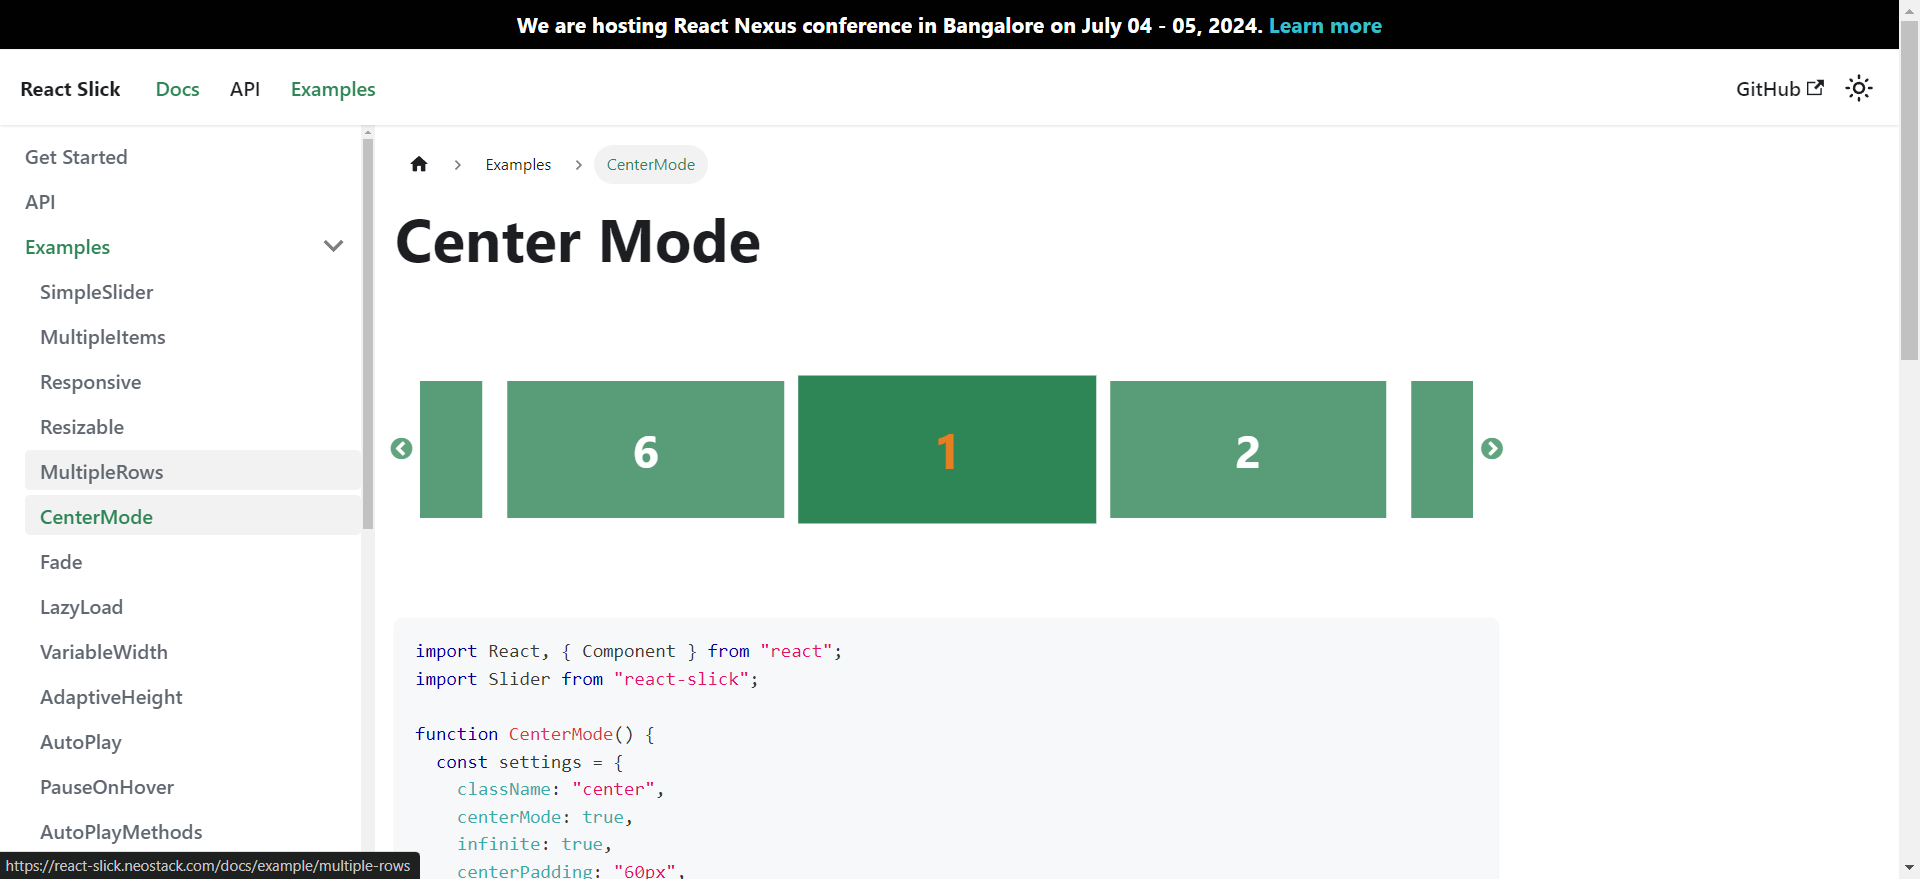 We are hosting React Nexus conference in Bangalore on July 04 - 05, 2024. Learn more
React Slick Docs API Examples GitHub
Get Started
API
Examples
SimpleSlider
MultipleItems
Responsive
Resizable
MultipleRows
CenterMode
Fade
LazyLoad
VariableWidth
AdaptiveHeight
AutoPlay
PauseOnHover
AutoPlayMethods
Examples CenterMode
Center Mode
6 1 2
import React, { Component } from "react";
import Slider from "react-slick";
function CenterMode() {
const settings = {
className: "center",
centerMode: true,
infinite: true,
centerPadding: "60px",
https://react-slick.neostack.com/docs/example/multiple-rows